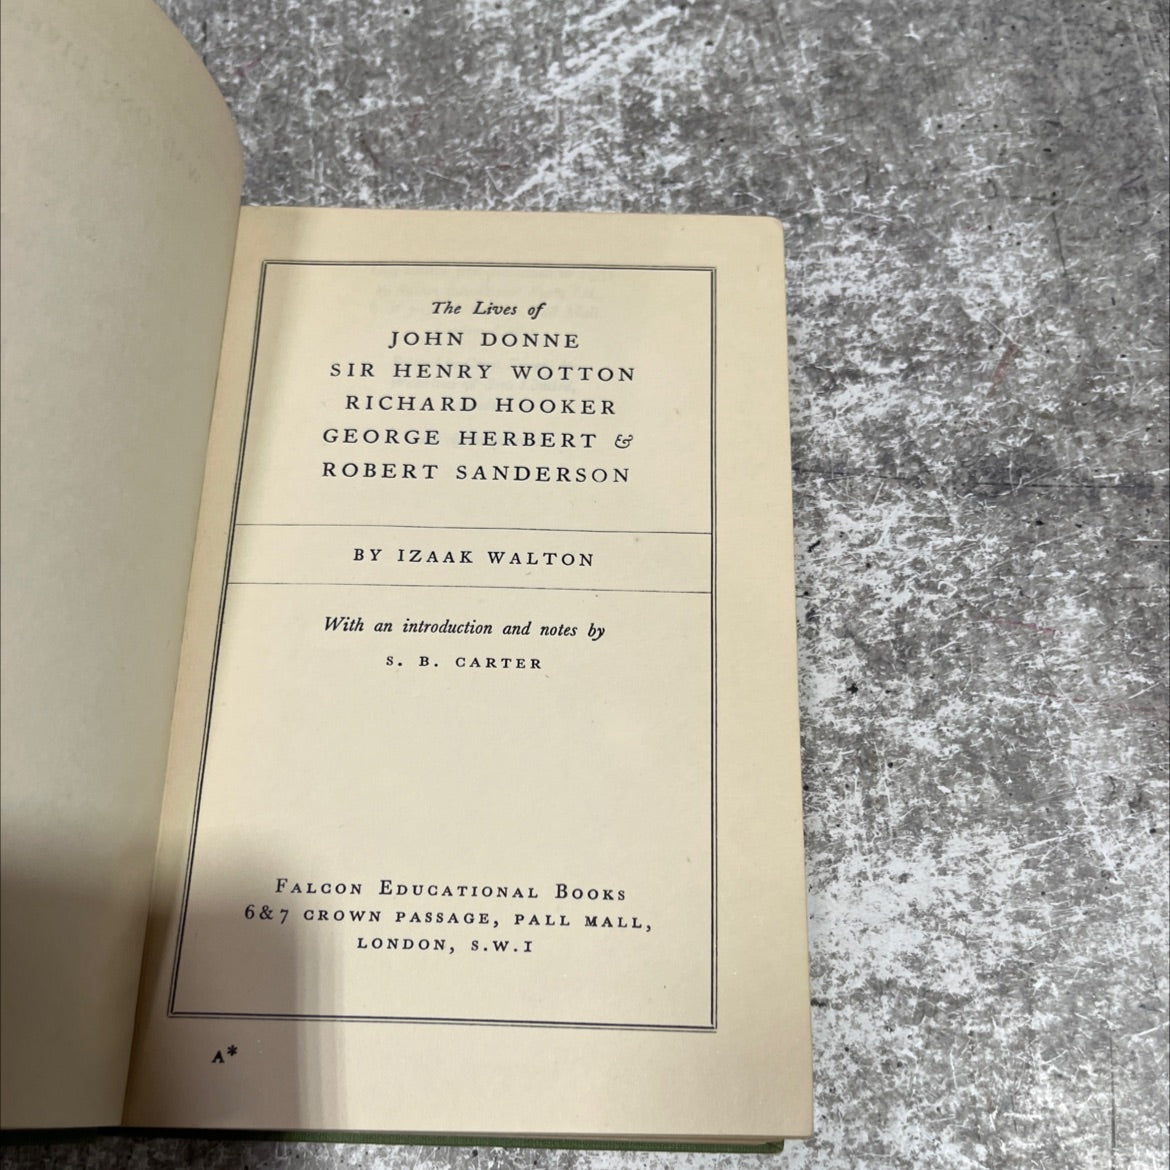 The Lives of
JOHN DONNE
SIR HENRY WOTTON
RICHARD HOOKER
GEORGE HERBERT &
ROBERT SANDERSON
BY IZAAK WALTON
With an introduction and notes by
S. B. CARTER
FALCON EDUCATIONAL BOOKS
6 & 7 CROWN PASSAGE, PALL MALL,
LONDON, S.W.I
A*